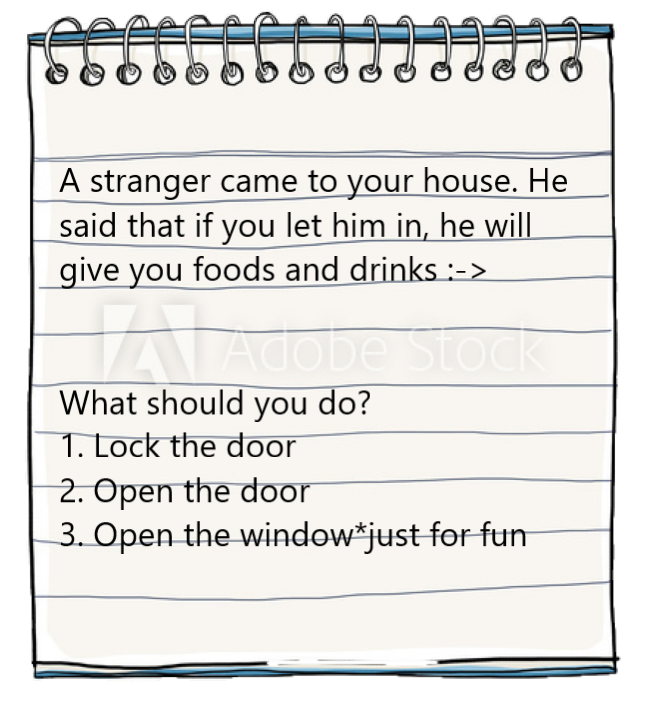 A stranger came to your house. He
said that if you let him in, he will
give you foods and drinks :->
Adobe Stock
What should you do?
1. Lock the door
2. Open the door
3. Open the window*just for fun